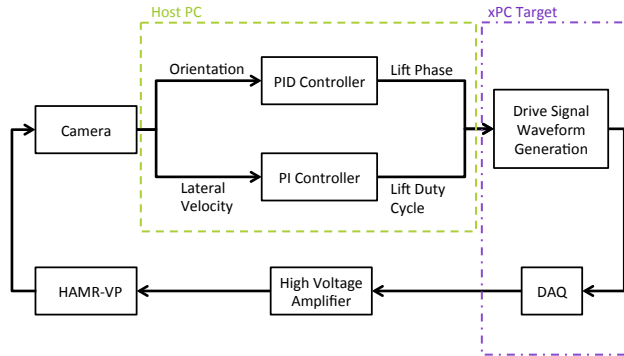 Host PC
xPC Target
Orientation
PID Controller
Lift Phase
Camera
Drive Signal
Waveform
Generation
Lateral
Velocity
PI Controller
Lift Duty
Cycle
HAMR-VP
High Voltage
Amplifier
DAQ